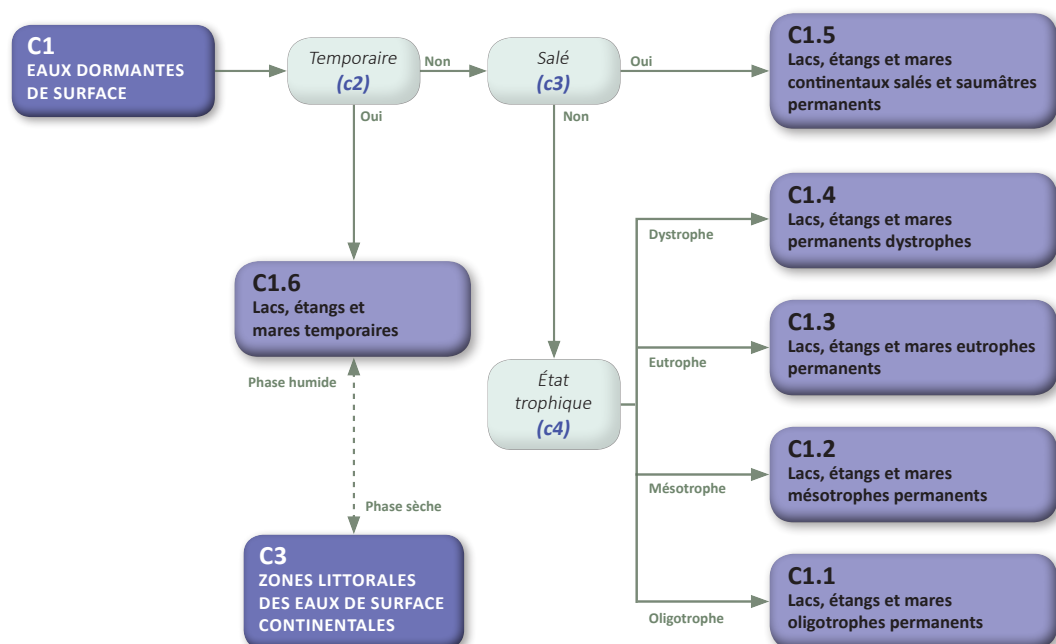 C1
EAUX DORMANTES
DE SURFACE
Temporaire
(c2)
Non
Oui
Salé
(c3)
Oui
Non
C1.5
Lacs, étangs et mares
continentaux salés et saumâtres
permanents
C1.4
Lacs, étangs et mares
permanents dystrophes
Dystrophe
C1.6
Lacs, étangs et
mares temporaires
C1.3
Lacs, étangs et mares eutrophes
permanents
Eutrophe
Phase humide
État
trophique
(c4)
C1.2
Lacs, étangs et mares
mésotrophes permanents
Mésotrophe
Phase sèche
C3
ZONES LITTORALES
DES EAUX DE SURFACE
CONTINENTALES
C1.1
Lacs, étangs et mares
oligotrophes permanents
Oligotrophe